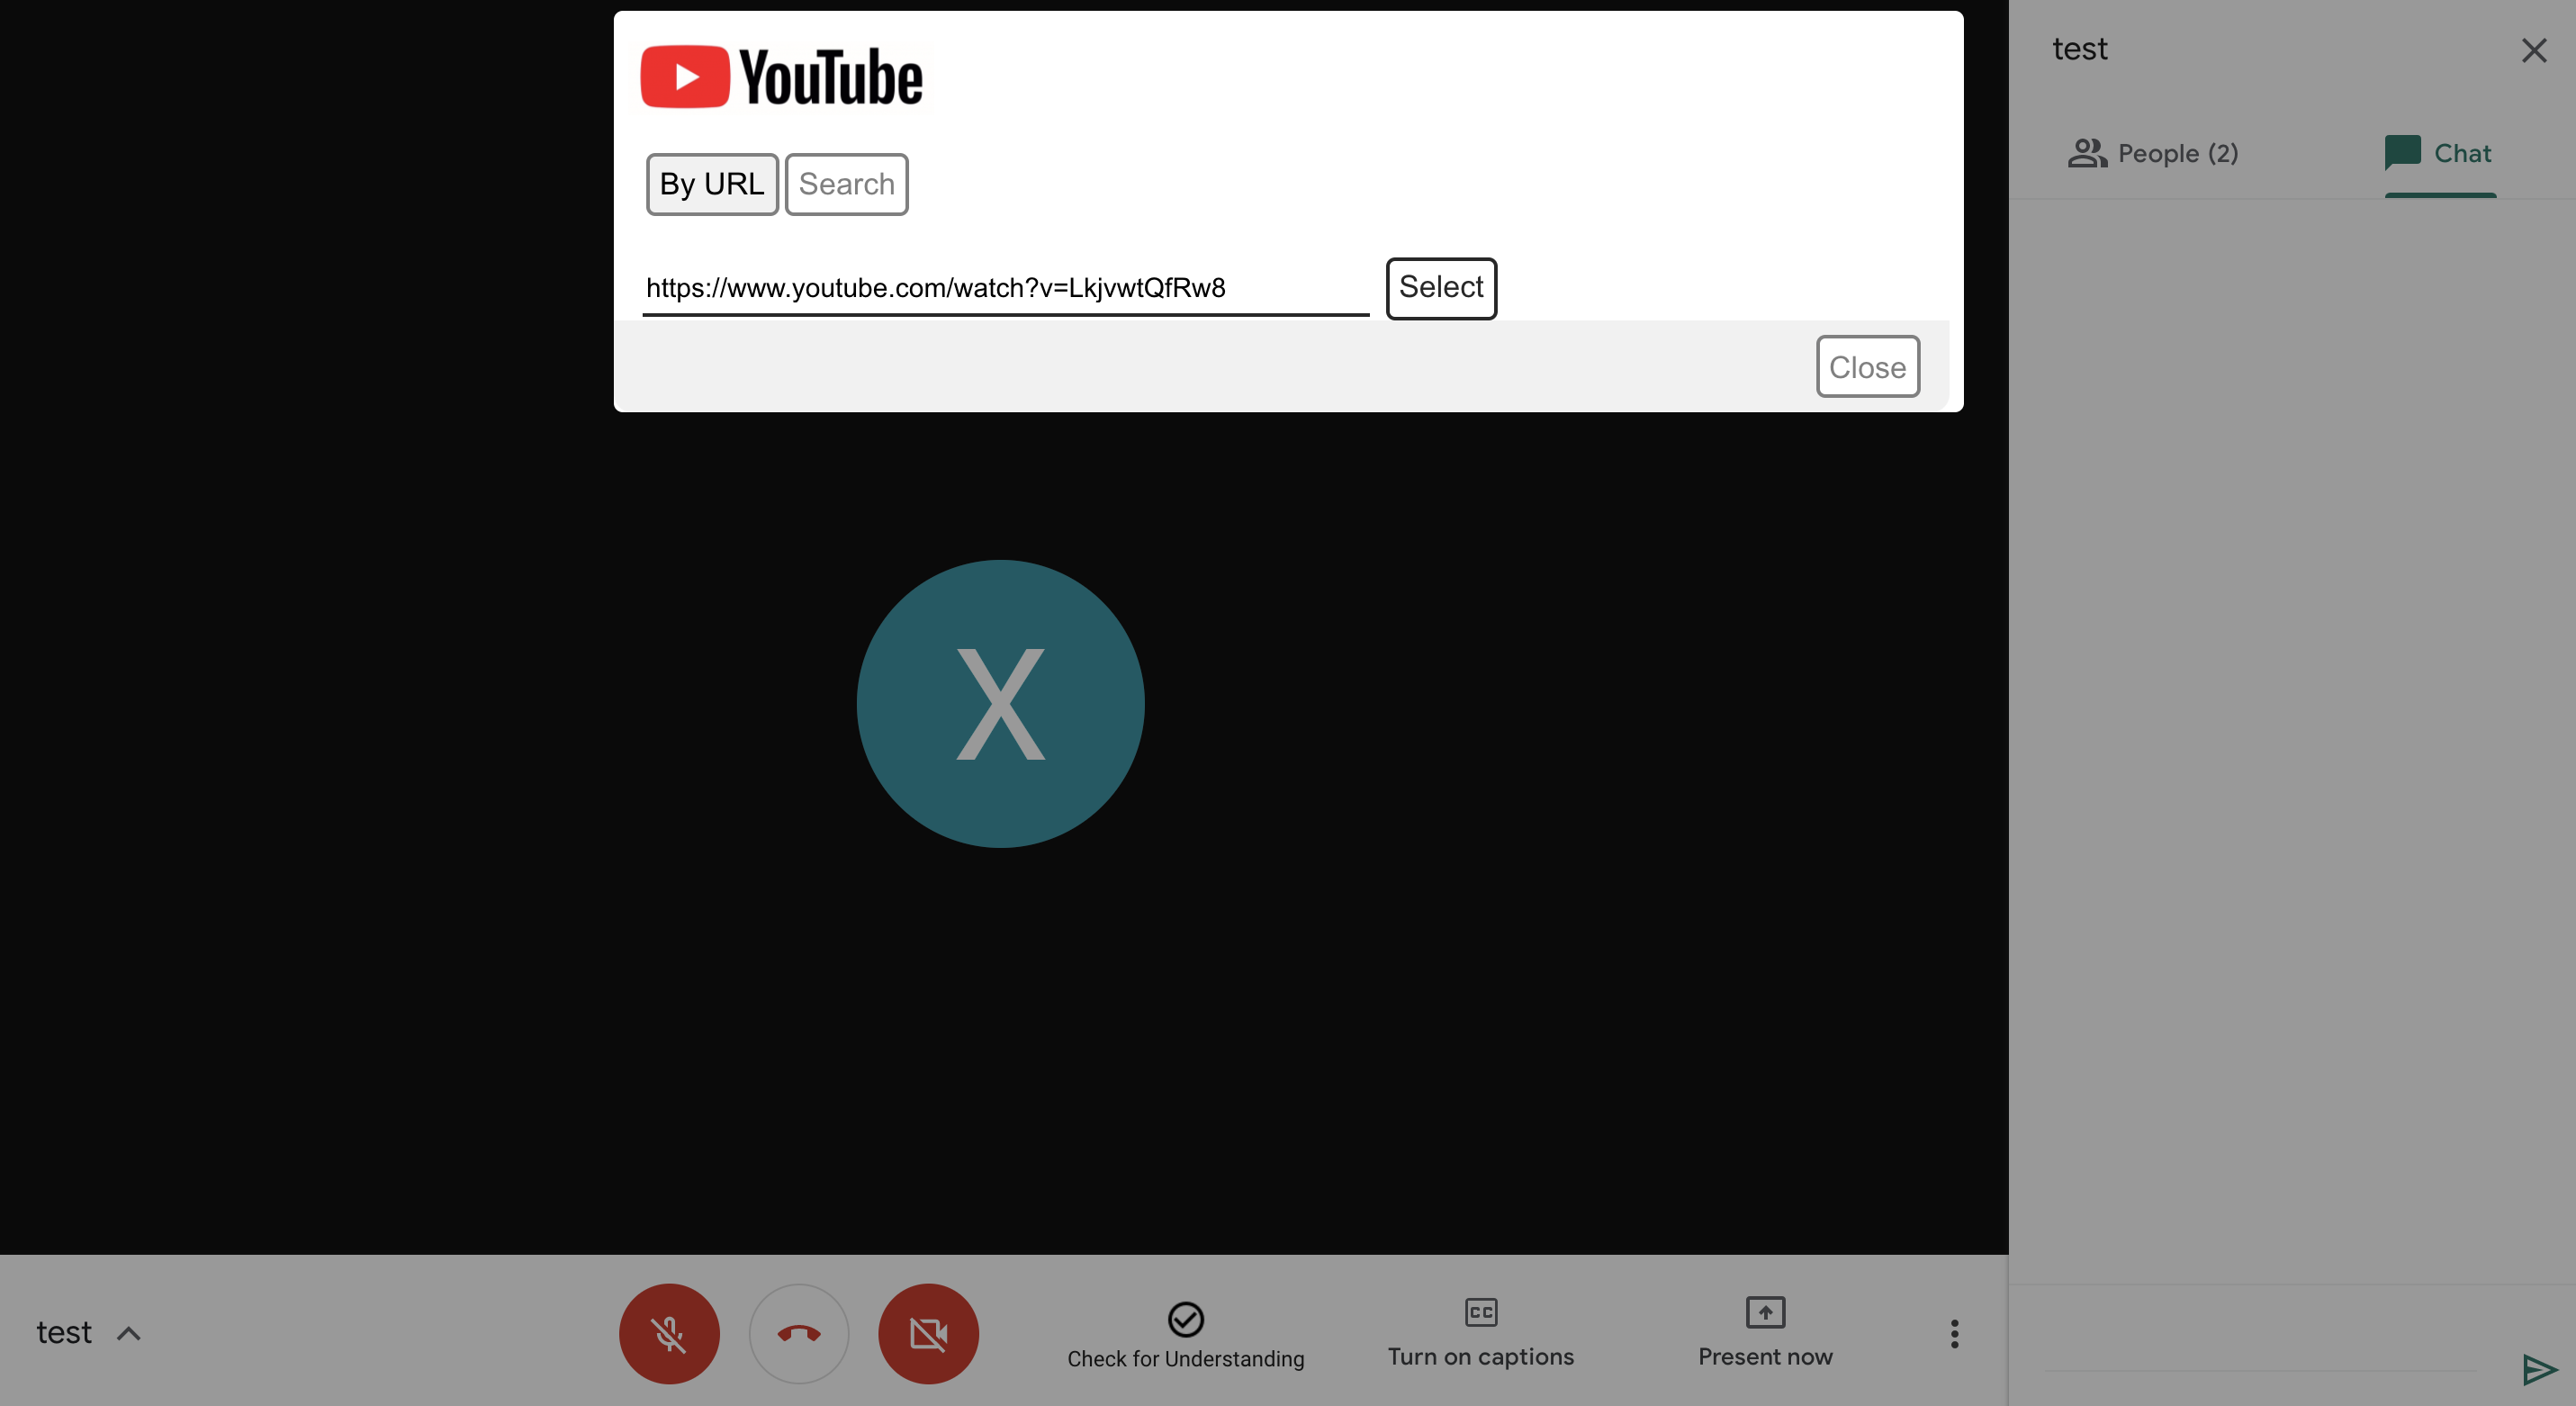 YouTube
By URL Search
https://www.youtube.com/watch?v=LkjvwtQfRw8 Select
Close
X
test
People (2) Chat
test
Check for Understanding
CC
Turn on captions
Present now